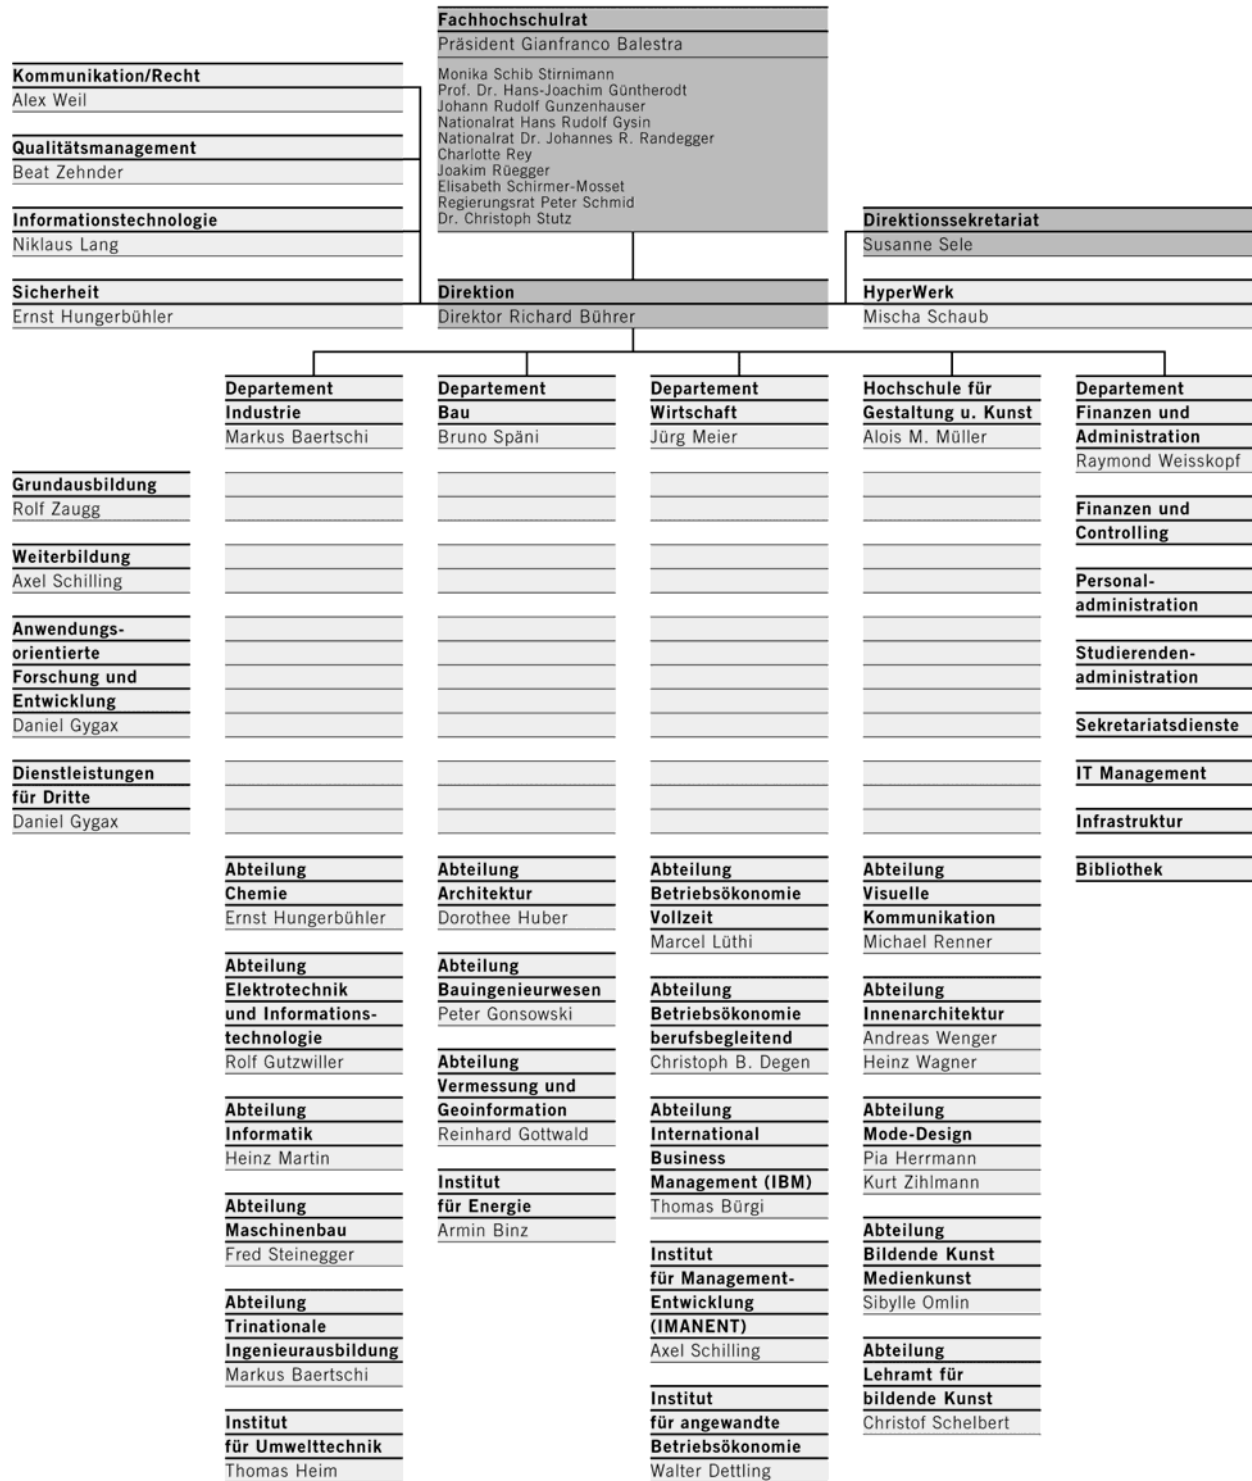 Fachhochschulrat
Präsident Gianfranco Balestra
Monika Schib Stirnimann
Prof. Dr. Hans-Joachim Güntherodt
Johann Rudolf Gunzenhauser
Nationalrat Hans Rudolf Gysin
Nationalrat Dr. Johannes R. Randegger
Charlotte Rey
Joakim Rüegger
Elisabeth Schirmer-Mosset
Regierungsrat Peter Schmid
Dr. Christoph Stutz
Kommunikation/Recht
Alex Weil
Qualitätsmanagement
Beat Zehnder
Informationstechnologie
Niklaus Lang
Sicherheit
Ernst Hungerbühler
Direktion
Direktor Richard Bührer
Direktionssekretariat
Susanne Sele
HyperWerk
Mischa Schaub
Grundausbildung
Rolf Zaugg
Weiterbildung
Axel Schilling
Anwendungs-
orientierte
Forschung und
Entwicklung
Daniel Gygax
Dienstleistungen
für Dritte
Daniel Gygax
Departement
Industrie
Markus Baertschi
Abteilung
Chemie
Ernst Hungerbühler
Abteilung
Elektrotechnik
und Informations-
technologie
Rolf Gutzwiller
Abteilung
Informatik
Heinz Martin
Abteilung
Maschinenbau
Fred Steinegger
Abteilung
Trinationale
Ingenieurausbildung
Markus Baertschi
Institut
für Umwelttechnik
Thomas Heim
Departement
Bau
Bruno Späni
Abteilung
Architektur
Dorothee Huber
Abteilung
Bauingenieurwesen
Peter Gonsowski
Abteilung
Vermessung und
Geoinformation
Reinhard Gottwald
Institut
für Energie
Armin Binz
Departement
Wirtschaft
Jürg Meier
Abteilung
Betriebsökonomie
Vollzeit
Marcel Lüthi
Abteilung
Betriebsökonomie
berufsbegleitend
Christoph B. Degen
Abteilung
International
Business
Management (IBM)
Thomas Bürgi
Institut
für Management-
Entwicklung
(IMANENT)
Axel Schilling
Institut
für angewandte
Betriebsökonomie
Walter Dettling
Hochschule für
Gestaltung u. Kunst
Alois M. Müller
Abteilung
Visuelle
Kommunikation
Michael Renner
Abteilung
Innenarchitektur
Andreas Wenger
Heinz Wagner
Abteilung
Mode-Design
Pia Herrmann
Kurt Zihlmann
Abteilung
Bildende Kunst
Medienkunst
Sibylle Omlin
Abteilung
Lehramt für
bildende Kunst
Christof Schelbert
Departement
Finanzen und
Administration
Raymond Weisskopf
Finanzen und
Controlling
Personal-
administration
Studierenden-
administration
Sekretariatsdienste
IT Management
Infrastruktur
Bibliothek